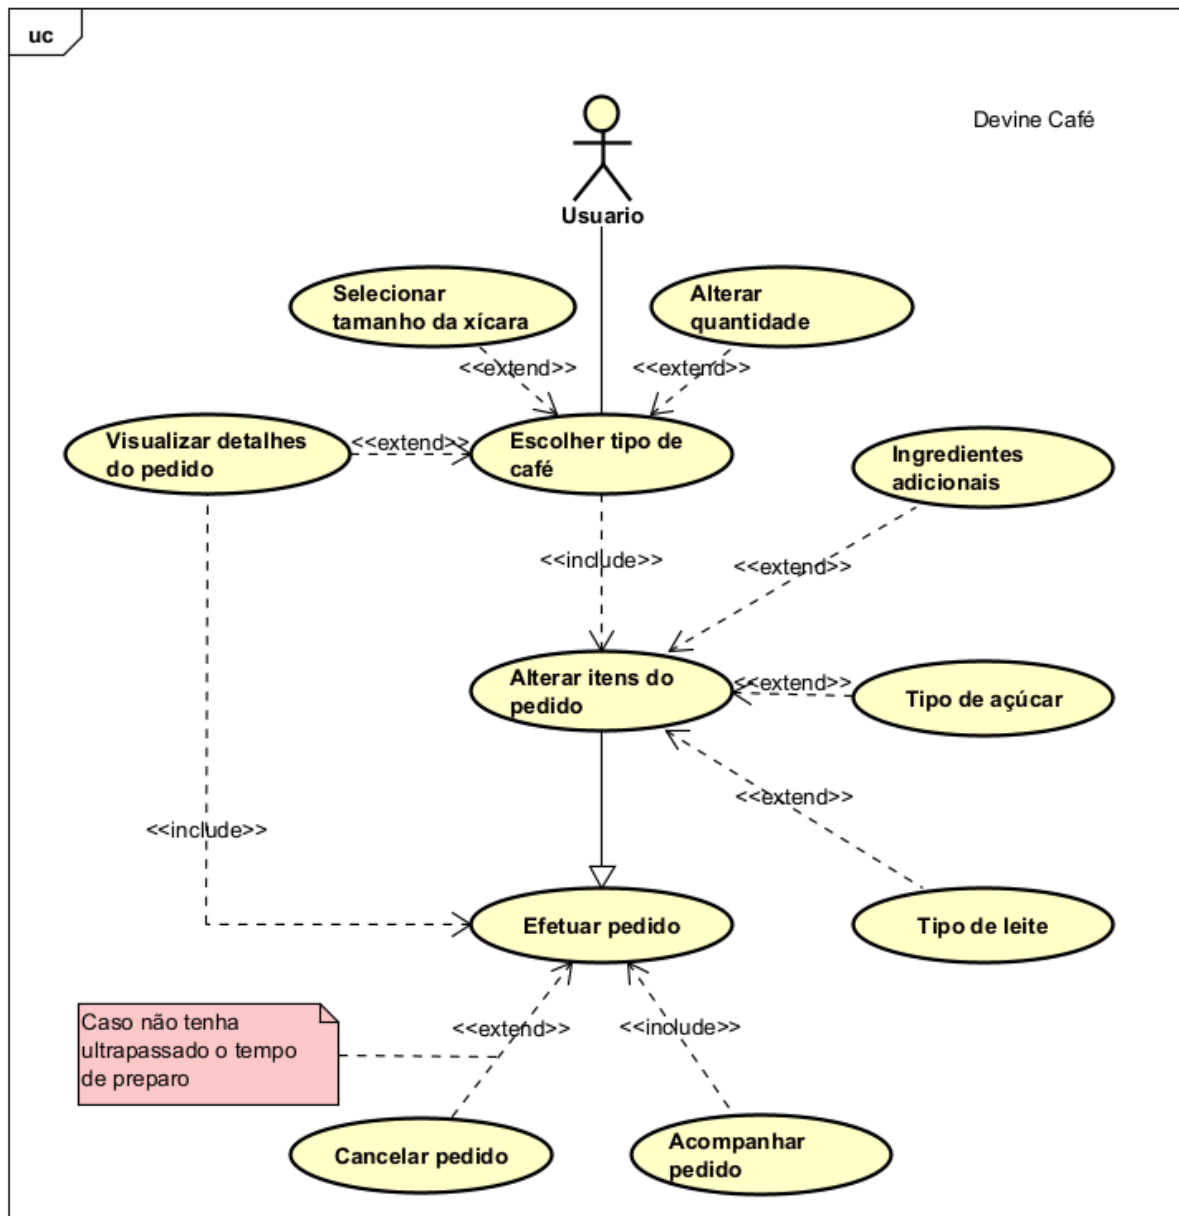 uc
Devine Café
Usuario
Selecionar
tamanho da xícara
Alterar
quantidade
<<extend>>
<<extend>>
Visualizar detalhes
do pedido
<<extend>>
Escolher tipo de
café
Ingredientes
adicionais
<<include>>
<<extend>>
Alterar itens do
pedido
<<extend>>
Tipo de açúcar
<<extend>>
<<include>>
Efetuar pedido
Tipo de leite
Caso não tenha
ultrapassado o tempo
de preparo
<<extend>>
<<include>>
Cancelar pedido
Acompanhar
pedido